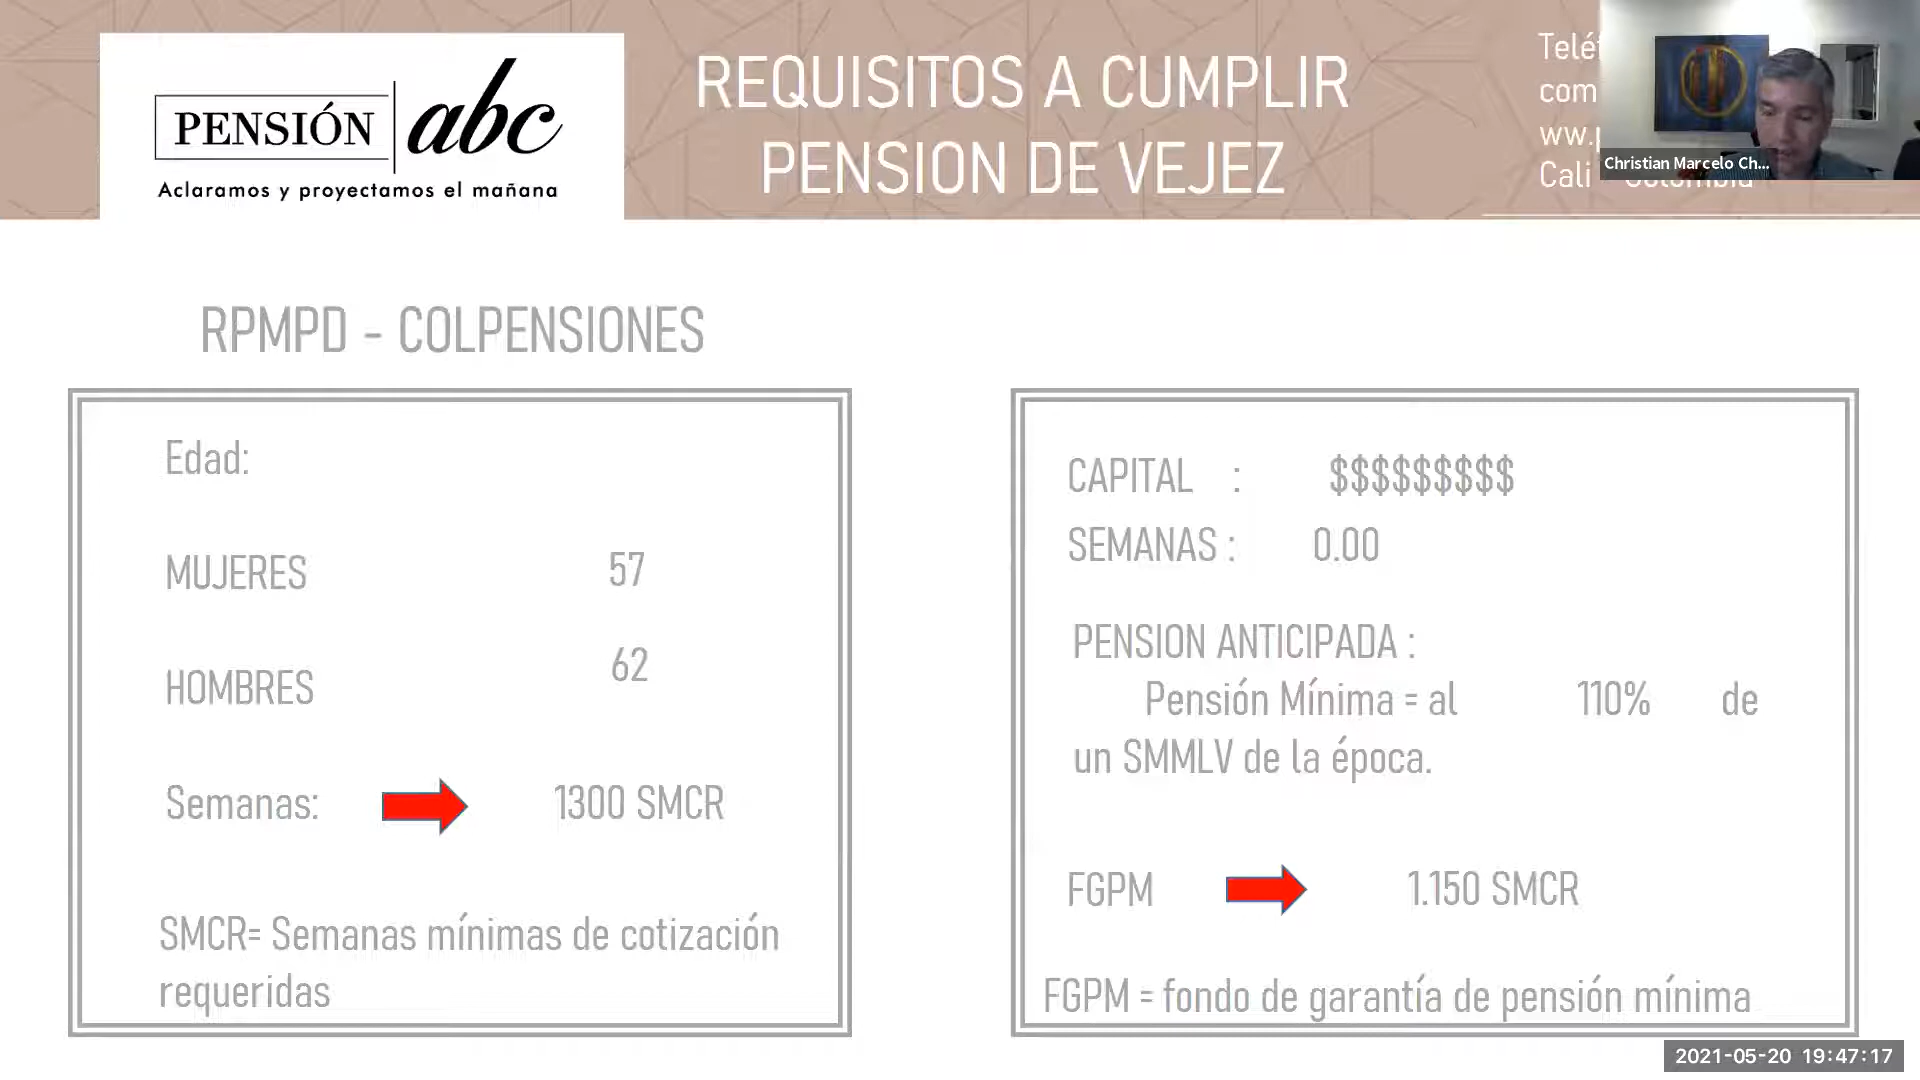 PENSIÓN abc
Aclaramos y proyectamos el mañana
REQUISITOS A CUMPLIR
PENSION DE VEJEZ
Christian Marcelo Ch...
Cali
RPMPD - COLPENSIONES
Edad:
MUJERES 57
HOMBRES 62
Semanas: 1300 SMCR
SMCR= Semanas mínimas de cotización
requeridas
CAPITAL : $$$$$$$$$
SEMANAS : 0.00
PENSION ANTICIPADA :
Pensión Mínima = al 110% de
un SMMLV de la época.
FGPM 1.150 SMCR
FGPM = fondo de garantía de pensión mínima
2021-05-20 19:47:17